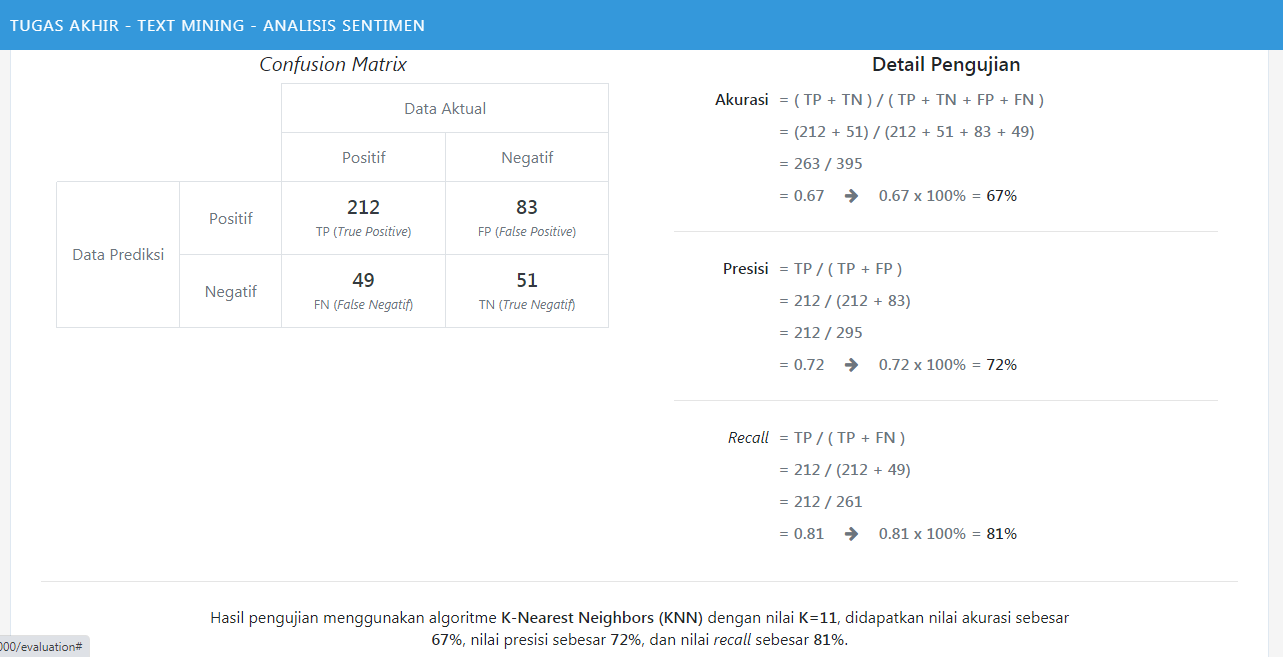 TUGAS AKHIR - TEXT MINING - ANALISIS SENTIMEN
Confusion Matrix
Data Aktual
Positif Negatif
Data Prediksi
Positif
212
TP (True Positive)
83
FP (False Positive)
Negatif
49
FN (False Negatif)
51
TN (True Negatif)
Detail Pengujian
Akurasi = ( TP + TN ) / ( TP + TN + FP + FN )
= (212 + 51) / (212 + 51 + 83 + 49)
= 263 / 395
= 0.67 ➔ 0.67 x 100% = 67%
Presisi = TP / ( TP + FP )
= 212 / (212 + 83)
= 212 / 295
= 0.72 ➔ 0.72 x 100% = 72%
Recall = TP / ( TP + FN )
= 212 / (212 + 49)
= 212 / 261
= 0.81 ➔ 0.81 x 100% = 81%
Hasil pengujian menggunakan algoritme K-Nearest Neighbors (KNN) dengan nilai K=11, didapatkan nilai akurasi sebesar
67%, nilai presisi sebesar 72%, dan nilai recall sebesar 81%.
000/evaluation#